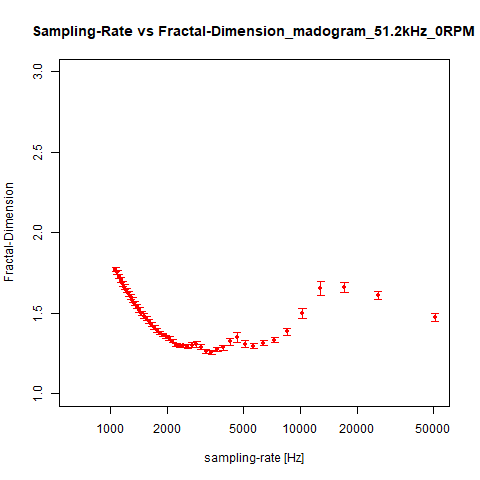 Sampling-Rate vs Fractal-Dimension_madogram_51.2kHz_0RPM
3.0
2.5
2.0
1.5
1.0
Fractal-Dimension
1000 2000 5000 10000 20000 50000
sampling-rate [Hz]